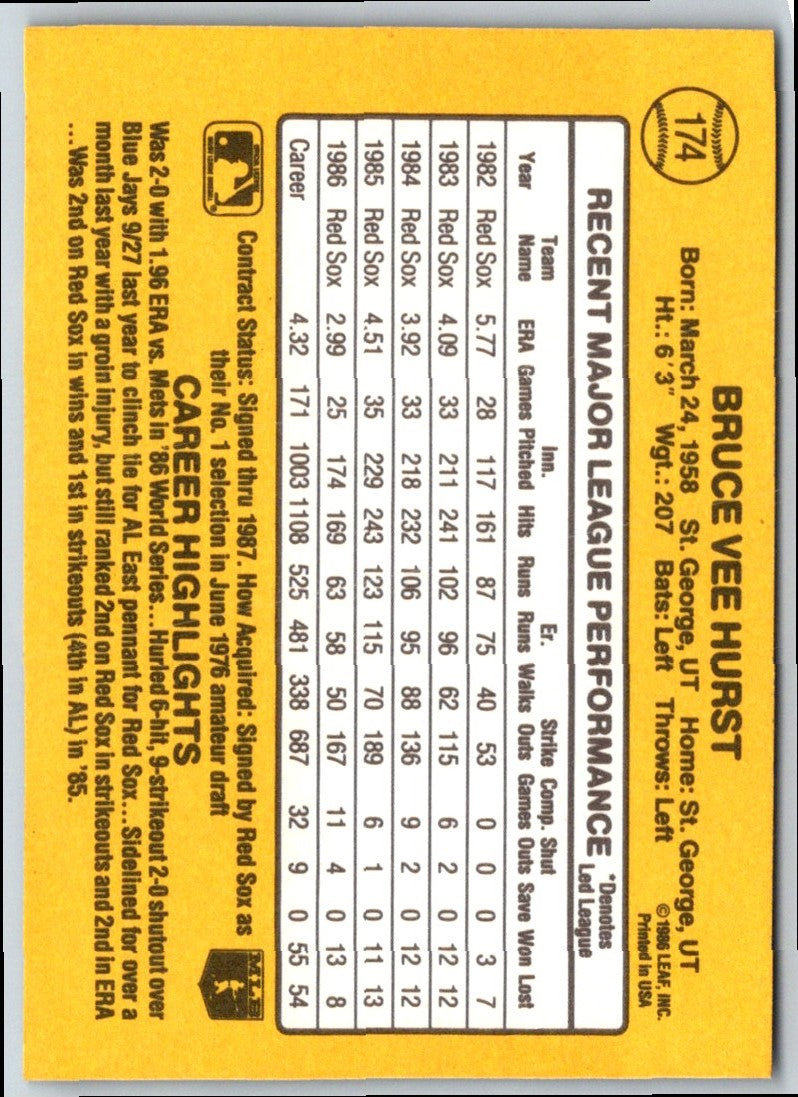 174
BRUCE VEE HURST
Born: March 24, 1958 St. George, UT Home: St. George, UT
Ht.: 6'3" Wgt.: 207 Bats: Left Throws: Left
©1986 LEAF, INC.
Printed in USA
RECENT MAJOR LEAGUE PERFORMANCE *Denotes Led League
Year Team Name ERA Games Inn. Pitched Hits Runs Er. Runs Walks Strike Outs Comp. Games Shut Outs Save Won Lost
1982 Red Sox 5.77 28 117 161 87 75 40 53 0 0 0 3 7
1983 Red Sox 4.09 33 211 241 102 96 62 115 6 2 0 12 12
1984 Red Sox 3.92 33 218 232 106 95 88 136 9 2 0 12 12
1985 Red Sox 4.51 35 229 243 123 115 70 189 6 1 0 11 13
1986 Red Sox 2.99 25 174 169 63 58 50 167 11 4 0 13 8
Career 4.32 171 1003 1108 525 481 338 687 32 9 0 55 54
Contract Status: Signed thru 1987. How Acquired: Signed by Red Sox as
their No. 1 selection in June 1976 amateur draft
MLB
CAREER HIGHLIGHTS
Was 2-0 with 1.96 ERA vs. Mets in '86 World Series...Hurled 6-hit, 9-strikeout 2-0 shutout over
Blue Jays 9/27 last year to clinch tie for AL East pennant for Red Sox...Sidelined for over a
month last year with a groin injury, but still ranked 2nd on Red Sox in strikeouts and 2nd in ERA
...Was 2nd on Red Sox in wins and 1st in strikeouts (4th in AL) in '85.